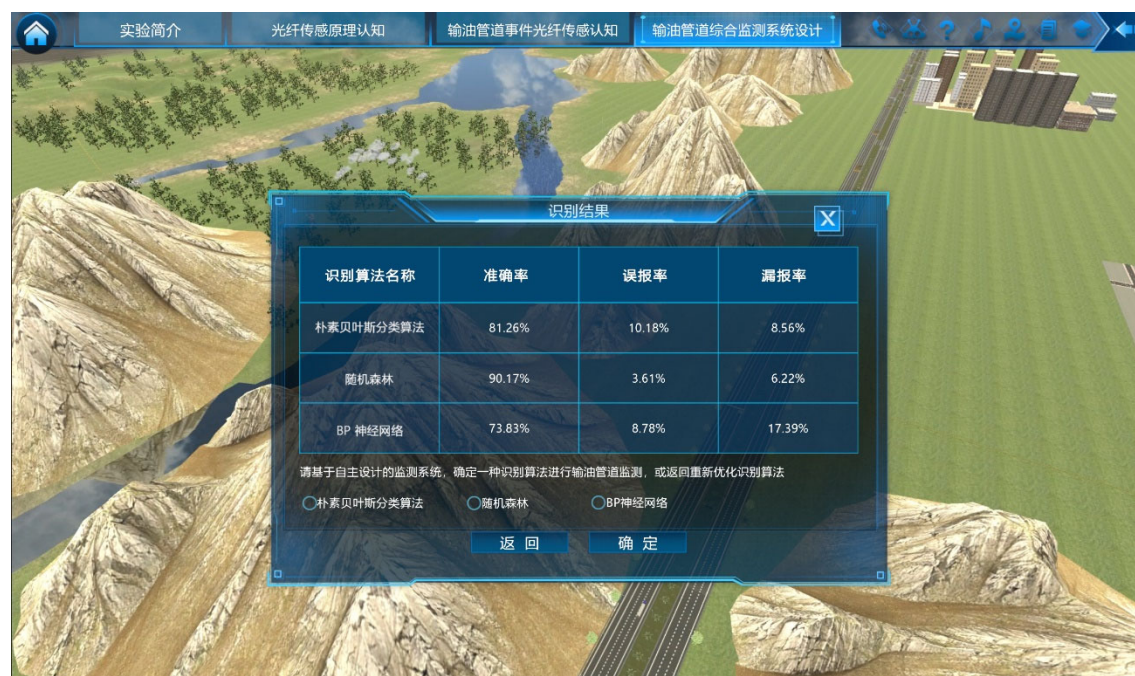 实验简介 光纤传感原理认知 输油管道事件光纤传感认知 输油管道综合监测系统设计
识别结果
X
识别算法名称 准确率 误报率 漏报率
朴素贝叶斯分类算法 81.26% 10.18% 8.56%
随机森林 90.17% 3.61% 6.22%
BP 神经网络 73.83% 8.78% 17.39%
请基于自主设计的监测系统，确定一种识别算法进行输油管道监测，或返回重新优化识别算法
朴素贝叶斯分类算法 随机森林 BP神经网络
返 回 确 定